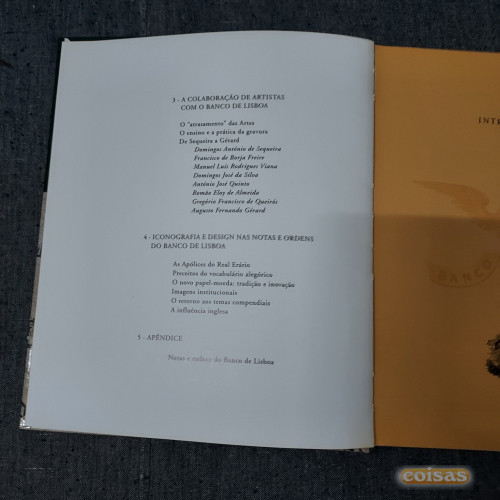 3 - A COLABORAÇÃO DE ARTISTAS
COM O BANCO DE LISBOA
O "atrasamento" das Artes
O ensino e a prática da gravura
De Sequeira a Gérard
Domingos António de Sequeira
Francisco de Borja Freire
Manuel Luís Rodrigues Viana
Domingos José da Silva
António José Quinto
Romão Eloy de Almeida
Gregório Francisco de Queirós
Augusto Fernando Gérard
4 - ICONOGRAFIA E DESIGN NAS NOTAS E ORDENS
DO BANCO DE LISBOA
As Apólices do Real Erário
Preceitos do vocabulário alegórico
O novo papel-moeda: tradição e inovação
Imagens institucionais
O retorno aos temas compendiais
A influência inglesa
5 - APÊNDICE
Notas e ordens do Banco de Lisboa
INT
BANCO
coisas